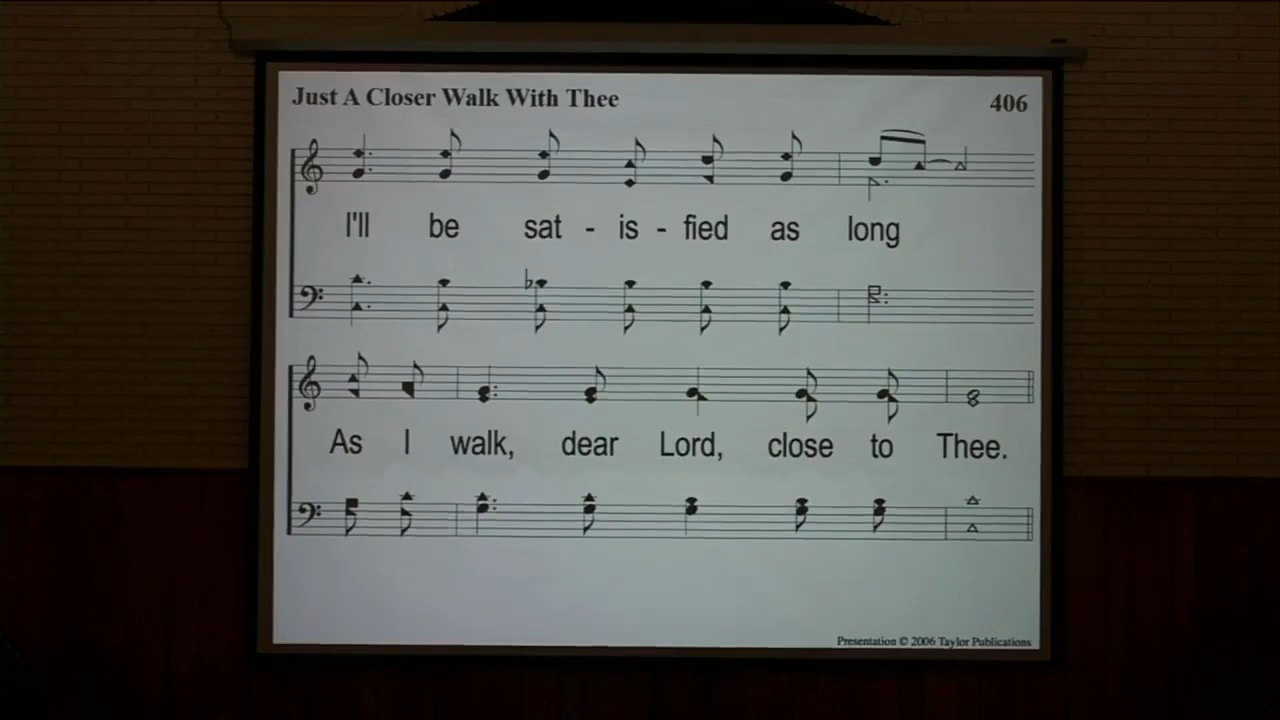 Just A Closer Walk With Thee
406
I'll be sat - is - fied as long
As I walk, dear Lord, close to Thee.
Presentation © 2006 Taylor Publications